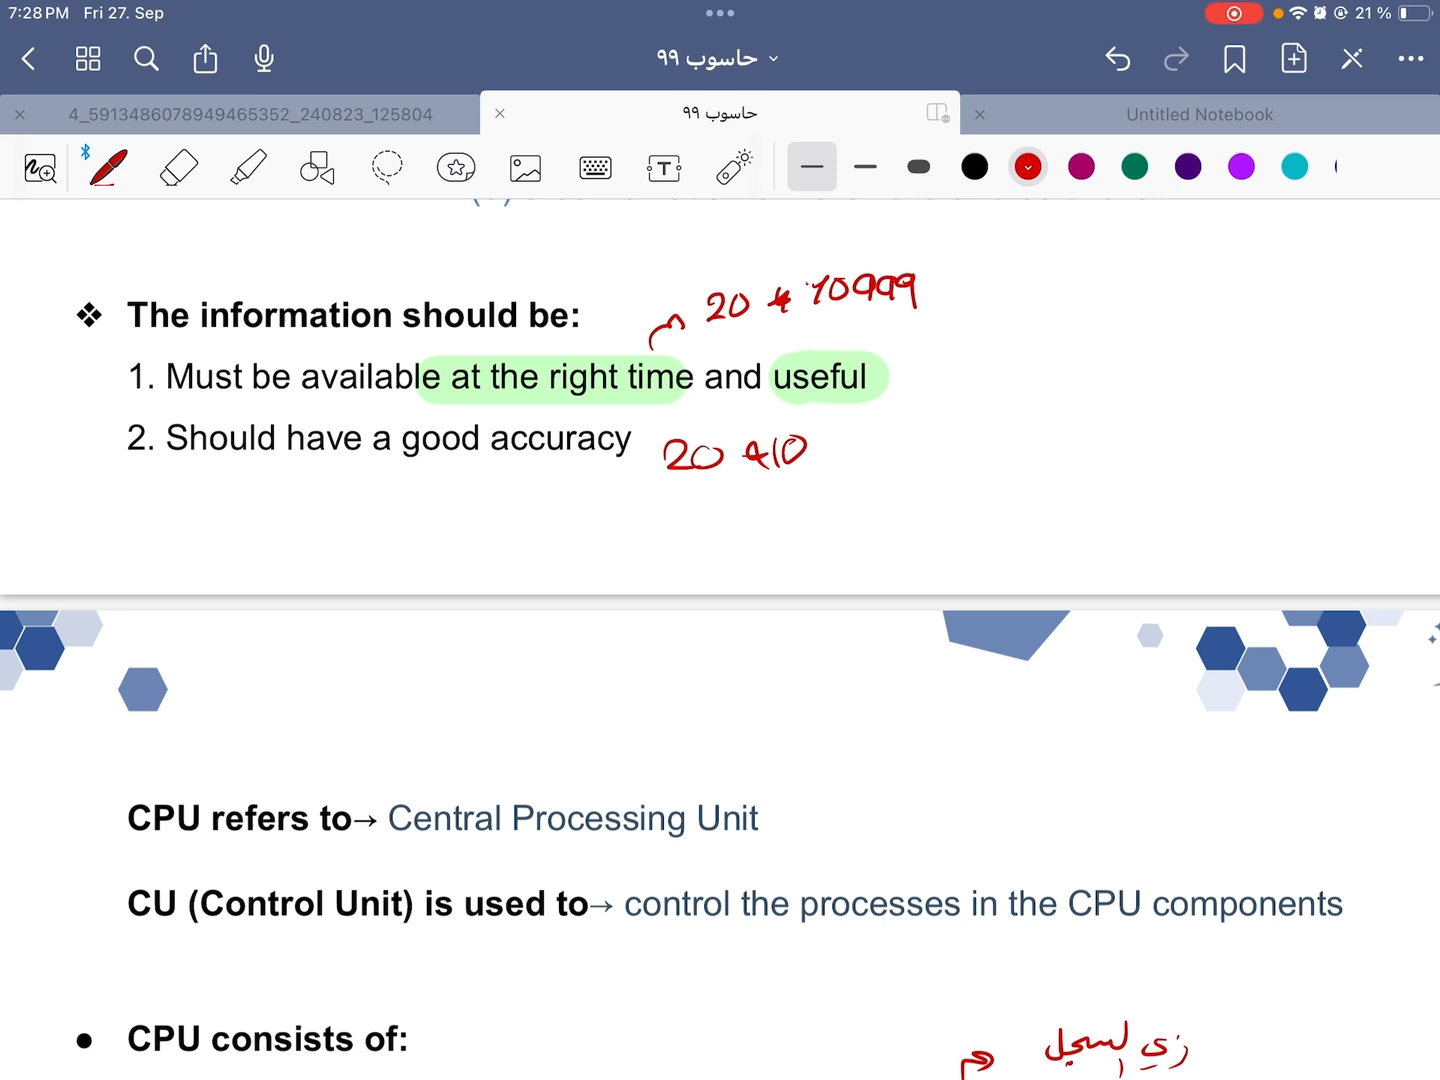 7:28 PM Fri 27. Sep
21 %
حاسوب ٩٩
4_5913486078949465352_240823_125804
حاسوب ٩٩
Untitled Notebook
T
20 * 10999
❖ The information should be:
1. Must be available at the right time and useful
2. Should have a good accuracy
20 * 10
CPU refers to→ Central Processing Unit
CU (Control Unit) is used to→ control the processes in the CPU components
● CPU consists of:
زي السجل